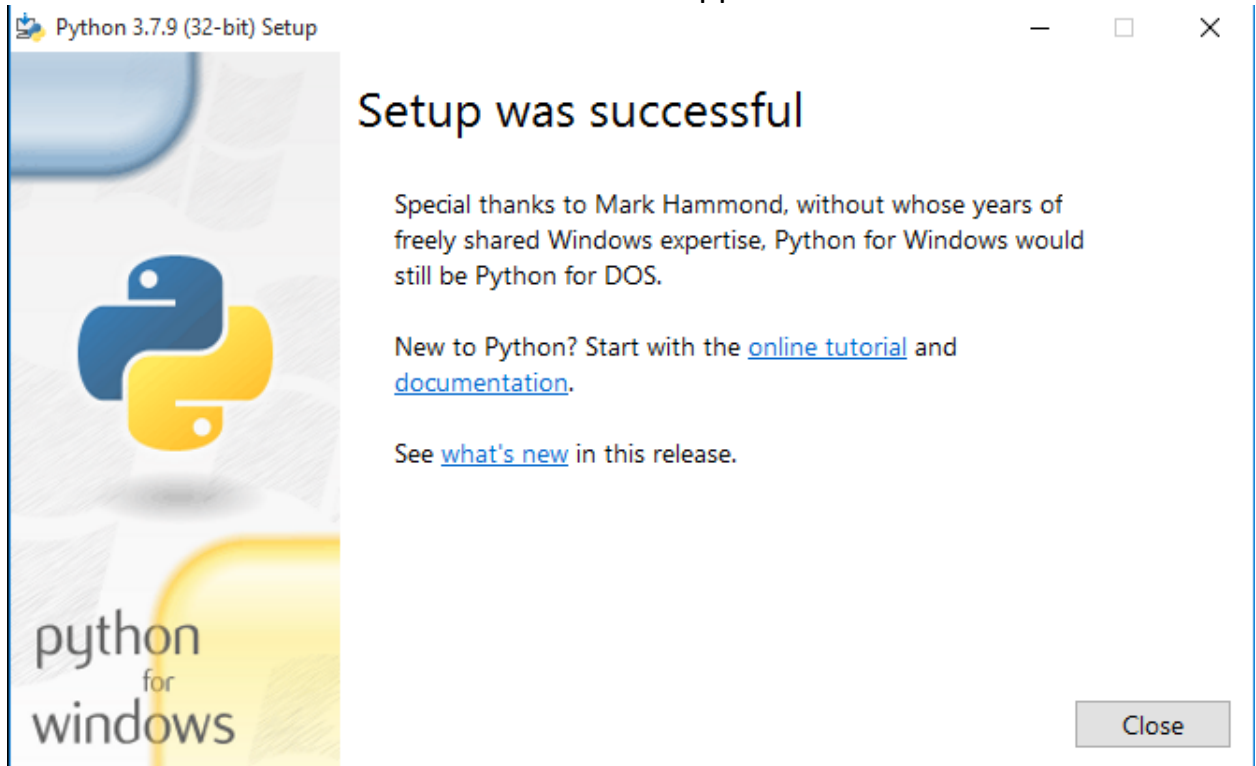 Python 3.7.9 (32-bit) Setup
Setup was successful
Special thanks to Mark Hammond, without whose years of
freely shared Windows expertise, Python for Windows would
still be Python for DOS.
New to Python? Start with the online tutorial and
documentation.
See what's new in this release.
python
for
windows
Close